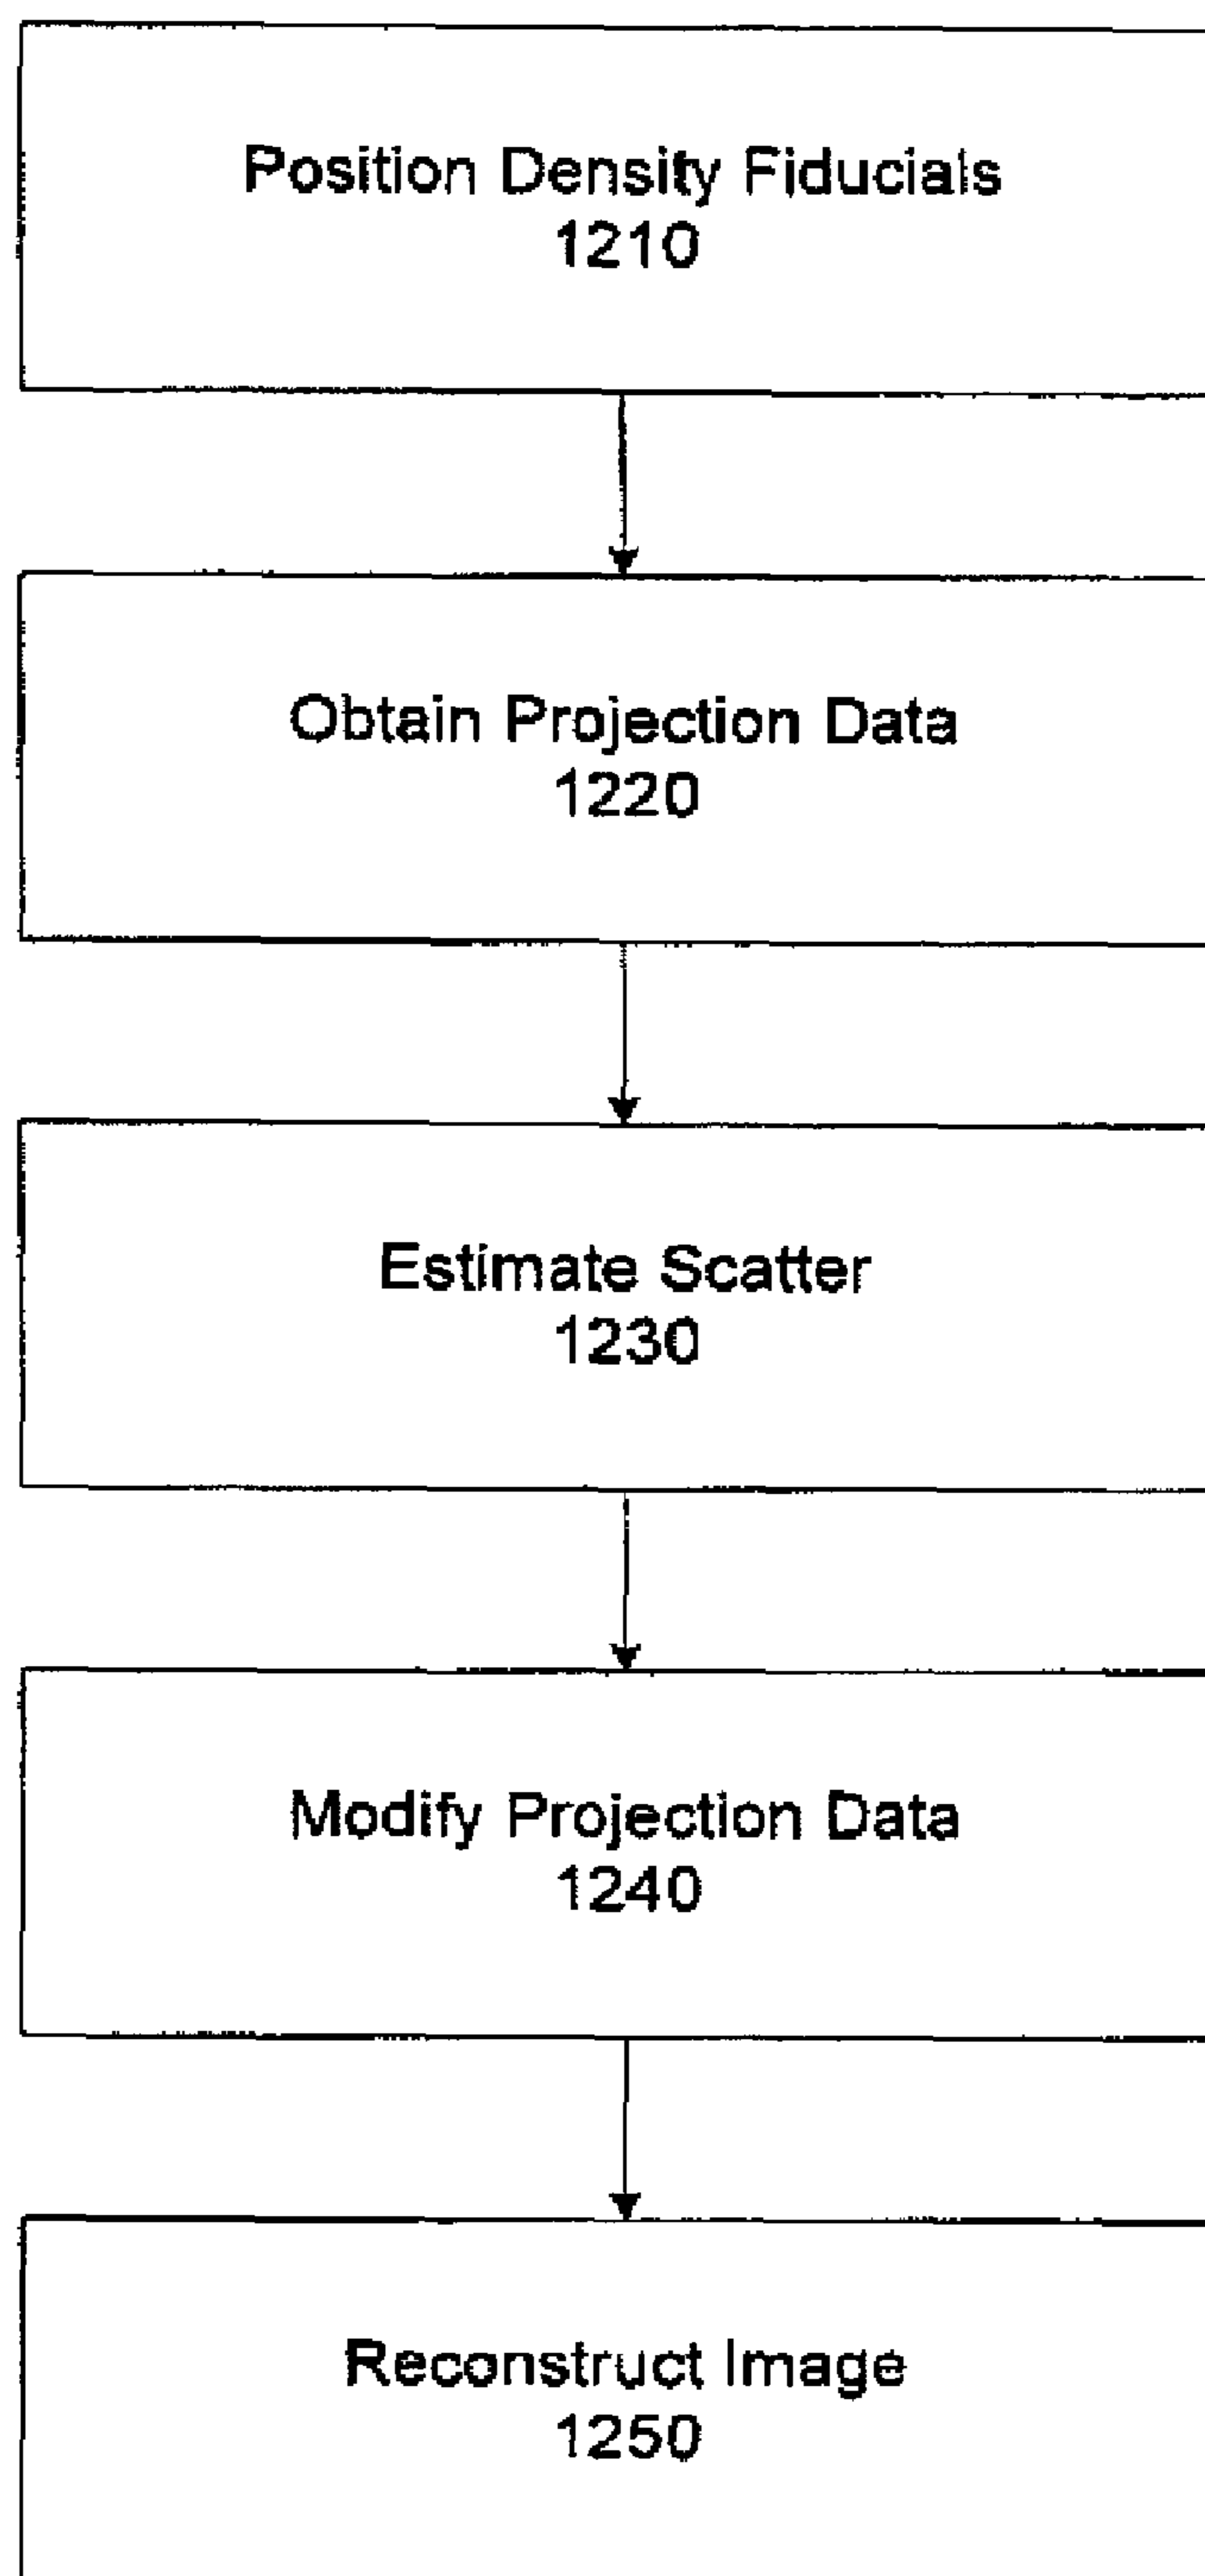 Position Density Fiducials
1210
Obtain Projection Data
1220
Estimate Scatter
1230
Modify Projection Data
1240
Reconstruct Image
1250